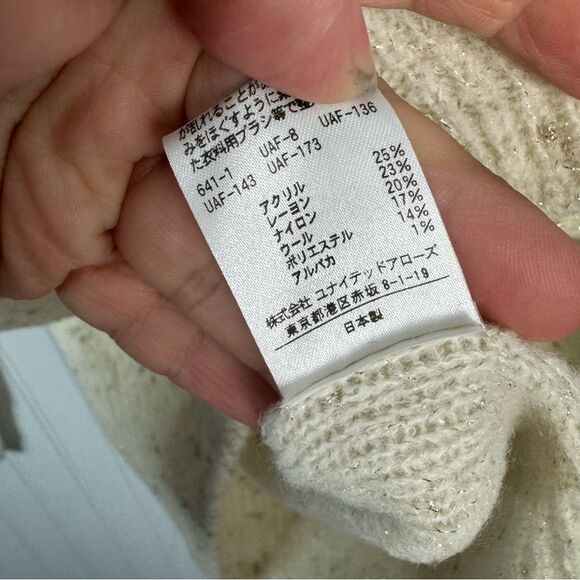 が乱れることが
みをほぐすように
た衣料用ブラシ等で
641-1 UAF-8 UAF-136
UAF-143 UAF-173
アクリル 25%
レーヨン 23%
ナイロン 20%
ウール 17%
ポリエステル 14%
アルパカ 1%
株式会社 ユナイテッドアローズ
東京都港区赤坂 8-1-19
日本製